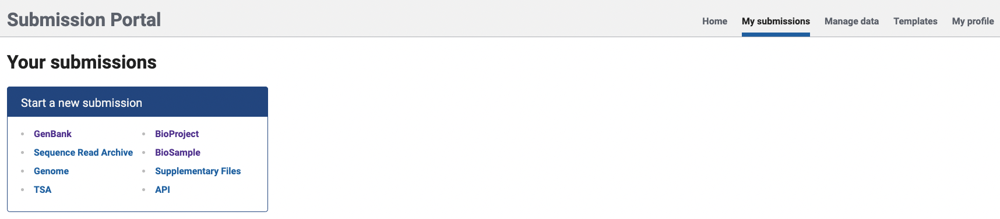 Submission Portal
Home My submissions Manage data Templates My profile
Your submissions
Start a new submission
GenBank
Sequence Read Archive
Genome
TSA
BioProject
BioSample
Supplementary Files
API